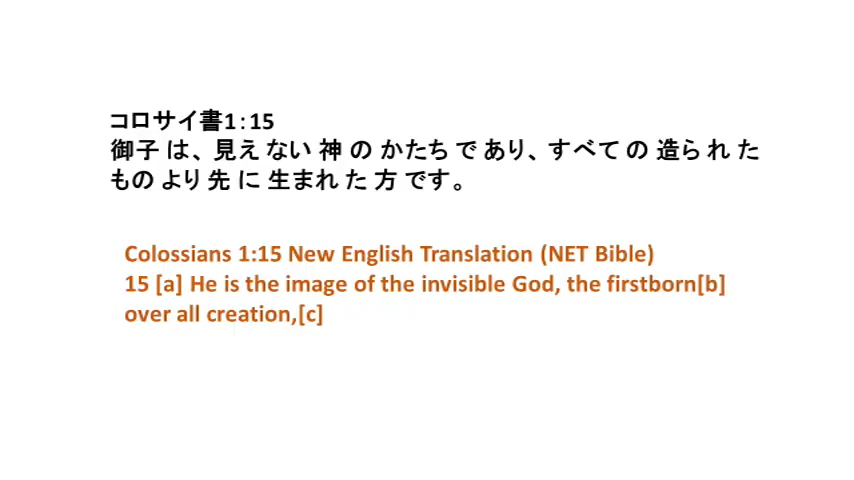 コロサイ書1:15
御子 は、 見え ない 神 の かたち で あり、 すべて の 造ら れ た
もの より 先 に 生まれ た 方 です。
Colossians 1:15 New English Translation (NET Bible)
15 [a] He is the image of the invisible God, the firstborn[b]
over all creation,[c]